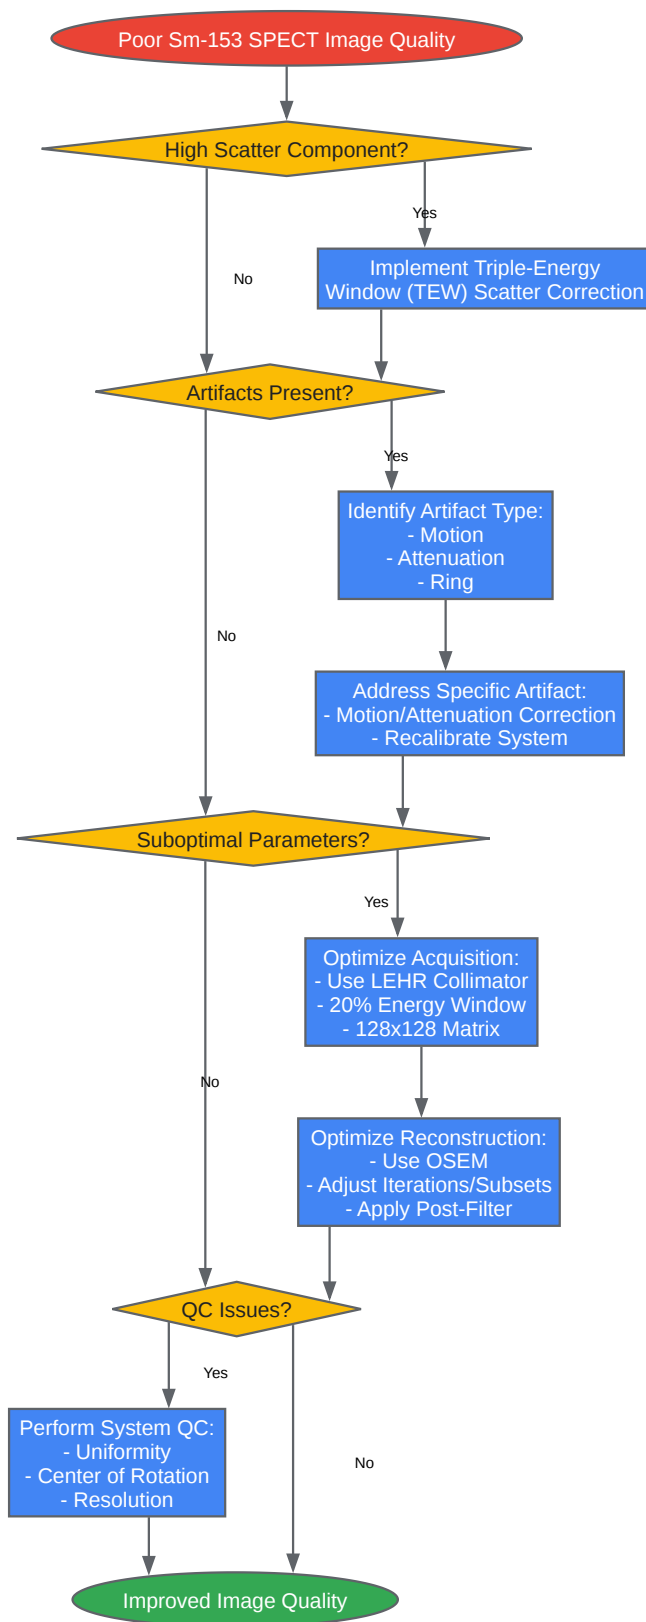 Poor Sm-153 SPECT Image Quality
High Scatter Component?
Yes
Implement Triple-Energy
Window (TEW) Scatter Correction
No
Artifacts Present?
Yes
Identify Artifact Type:
- Motion
- Attenuation
- Ring
No
Address Specific Artifact:
- Motion/Attenuation Correction
- Recalibrate System
Suboptimal Parameters?
Yes
Optimize Acquisition:
- Use LEHR Collimator
- 20% Energy Window
- 128x128 Matrix
No
Optimize Reconstruction:
- Use OSEM
- Adjust Iterations/Subsets
- Apply Post-Filter
QC Issues?
Yes
Perform System QC:
- Uniformity
- Center of Rotation
- Resolution
No
Improved Image Quality